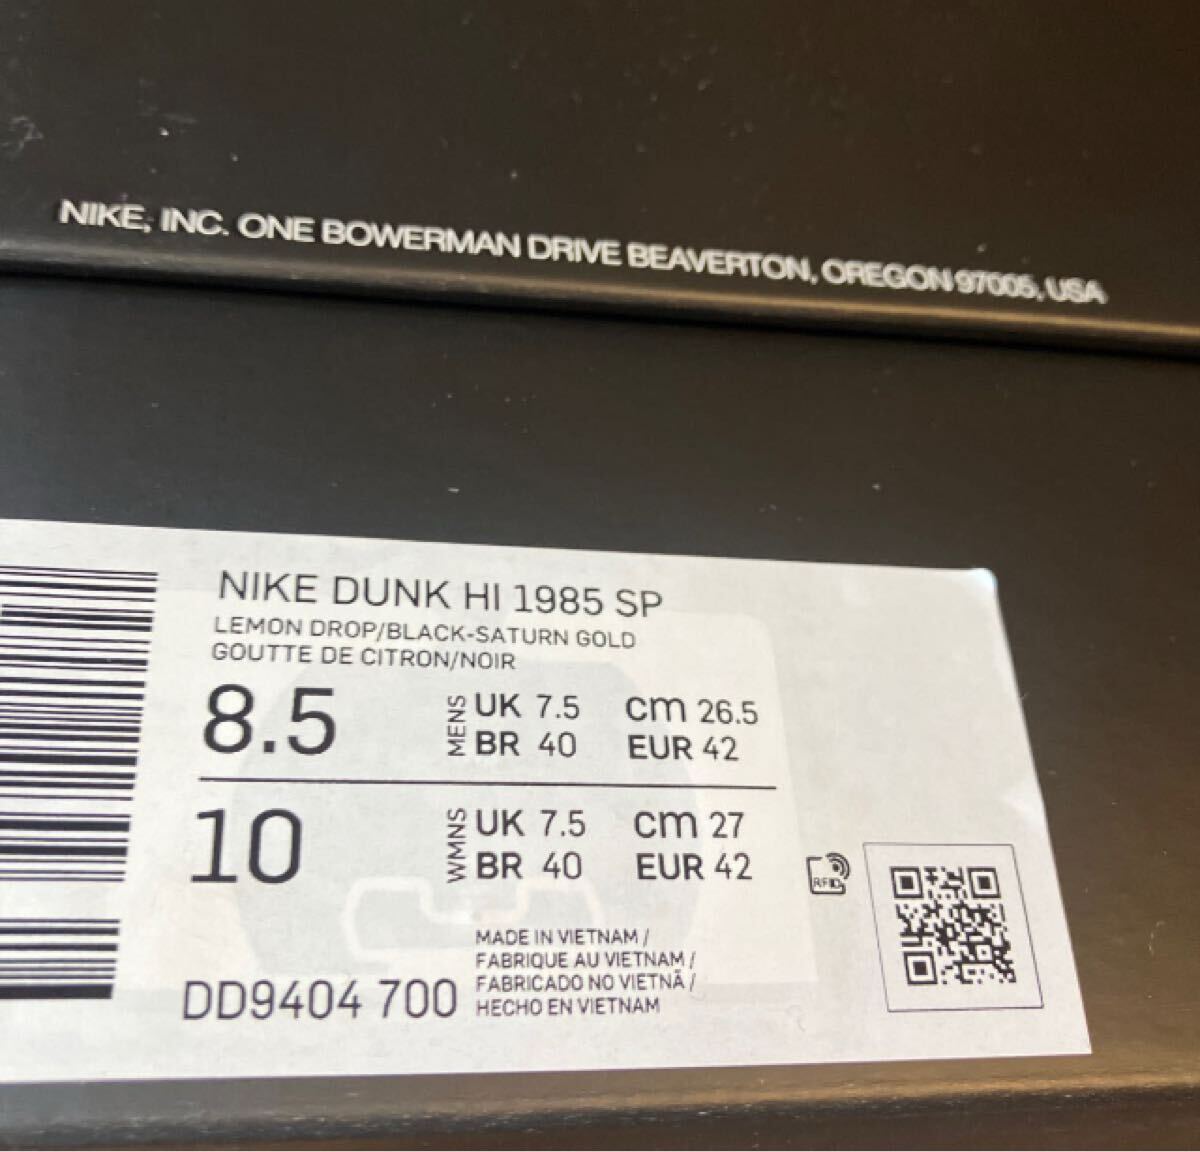 NIKE, INC. ONE BOWERMAN DRIVE BEAVERTON, OREGON 97005, USA
NIKE DUNK HI 1985 SP
LEMON DROP/BLACK-SATURN GOLD
GOUTTE DE CITRON/NOIR
8.5 MENS UK 7.5 cm 26.5
BR 40 EUR 42
10 WMNS UK 7.5 cm 27
BR 40 EUR 42
RFID
MADE IN VIETNAM /
FABRIQUE AU VIETNAM /
FABRICADO NO VIETNÃ /
HECHO EN VIETNAM
DD9404 700